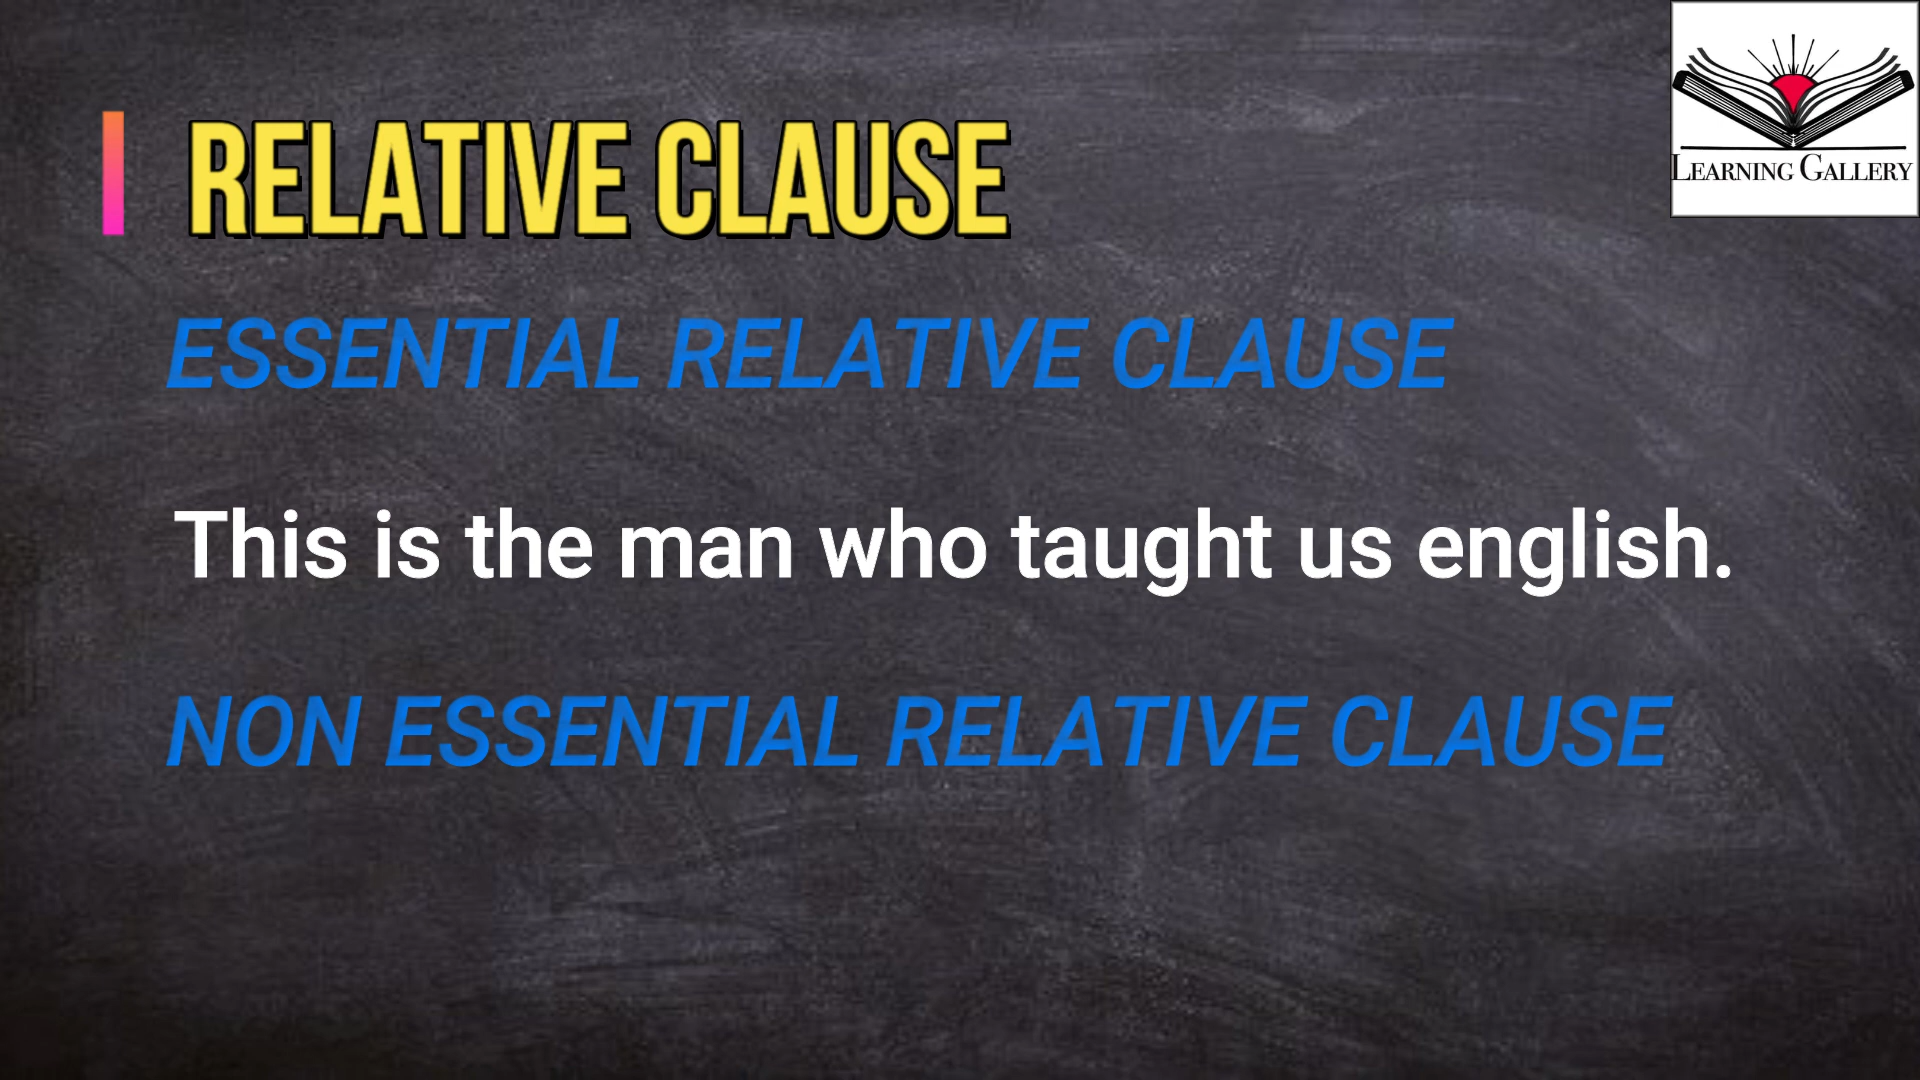 LEARNING GALLERY
RELATIVE CLAUSE
ESSENTIAL RELATIVE CLAUSE
This is the man who taught us english.
NON ESSENTIAL RELATIVE CLAUSE